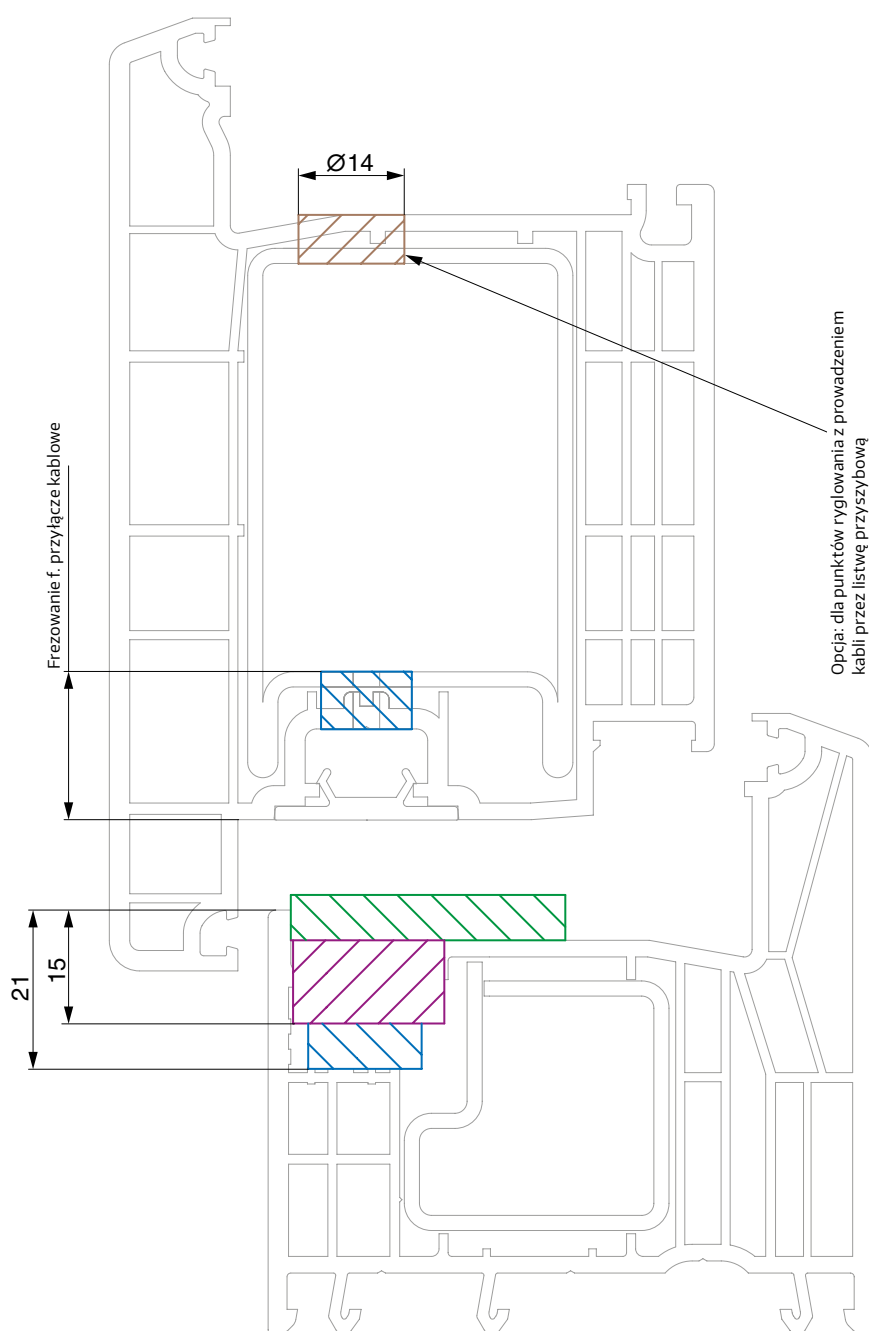 Ø14
Frezowanie f. przyłącze kablowe
Opcja: dla punktów ryglowania z prowadzeniem
kabli przez listwę przyszybową
21
15